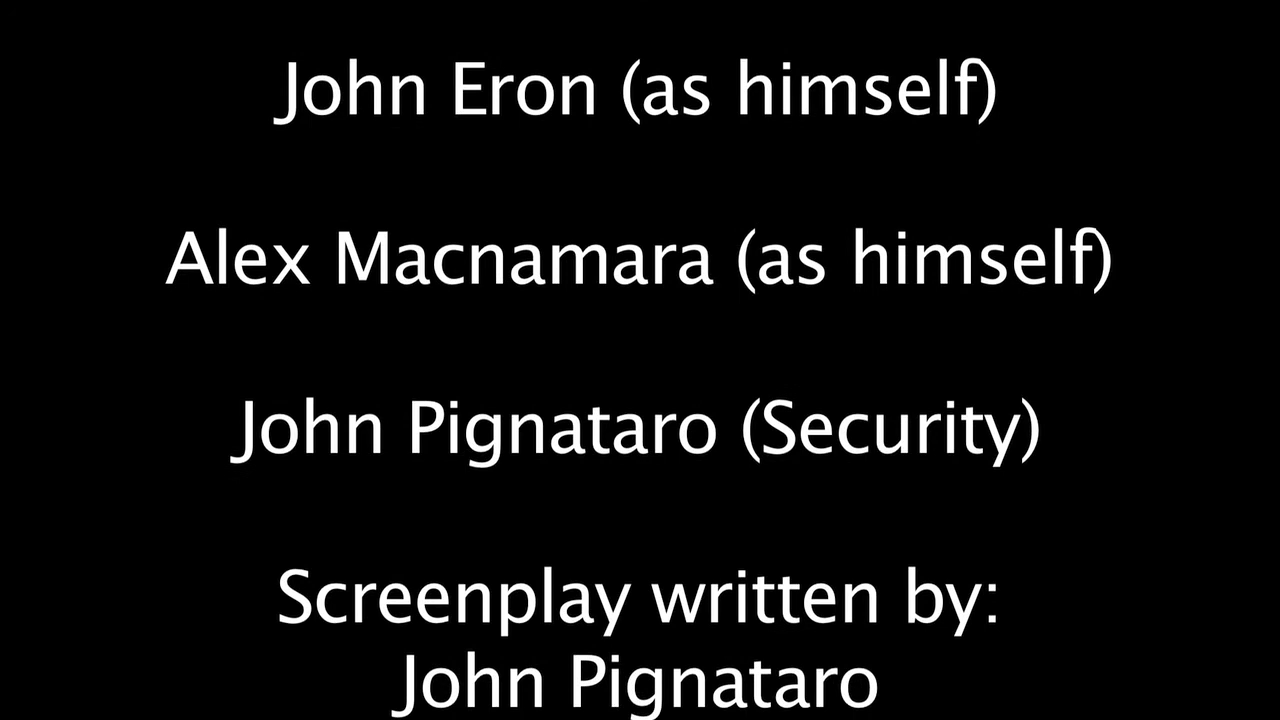 John Eron (as himself)
Alex Macnamara (as himself)
John Pignataro (Security)
Screenplay written by:
John Pignataro